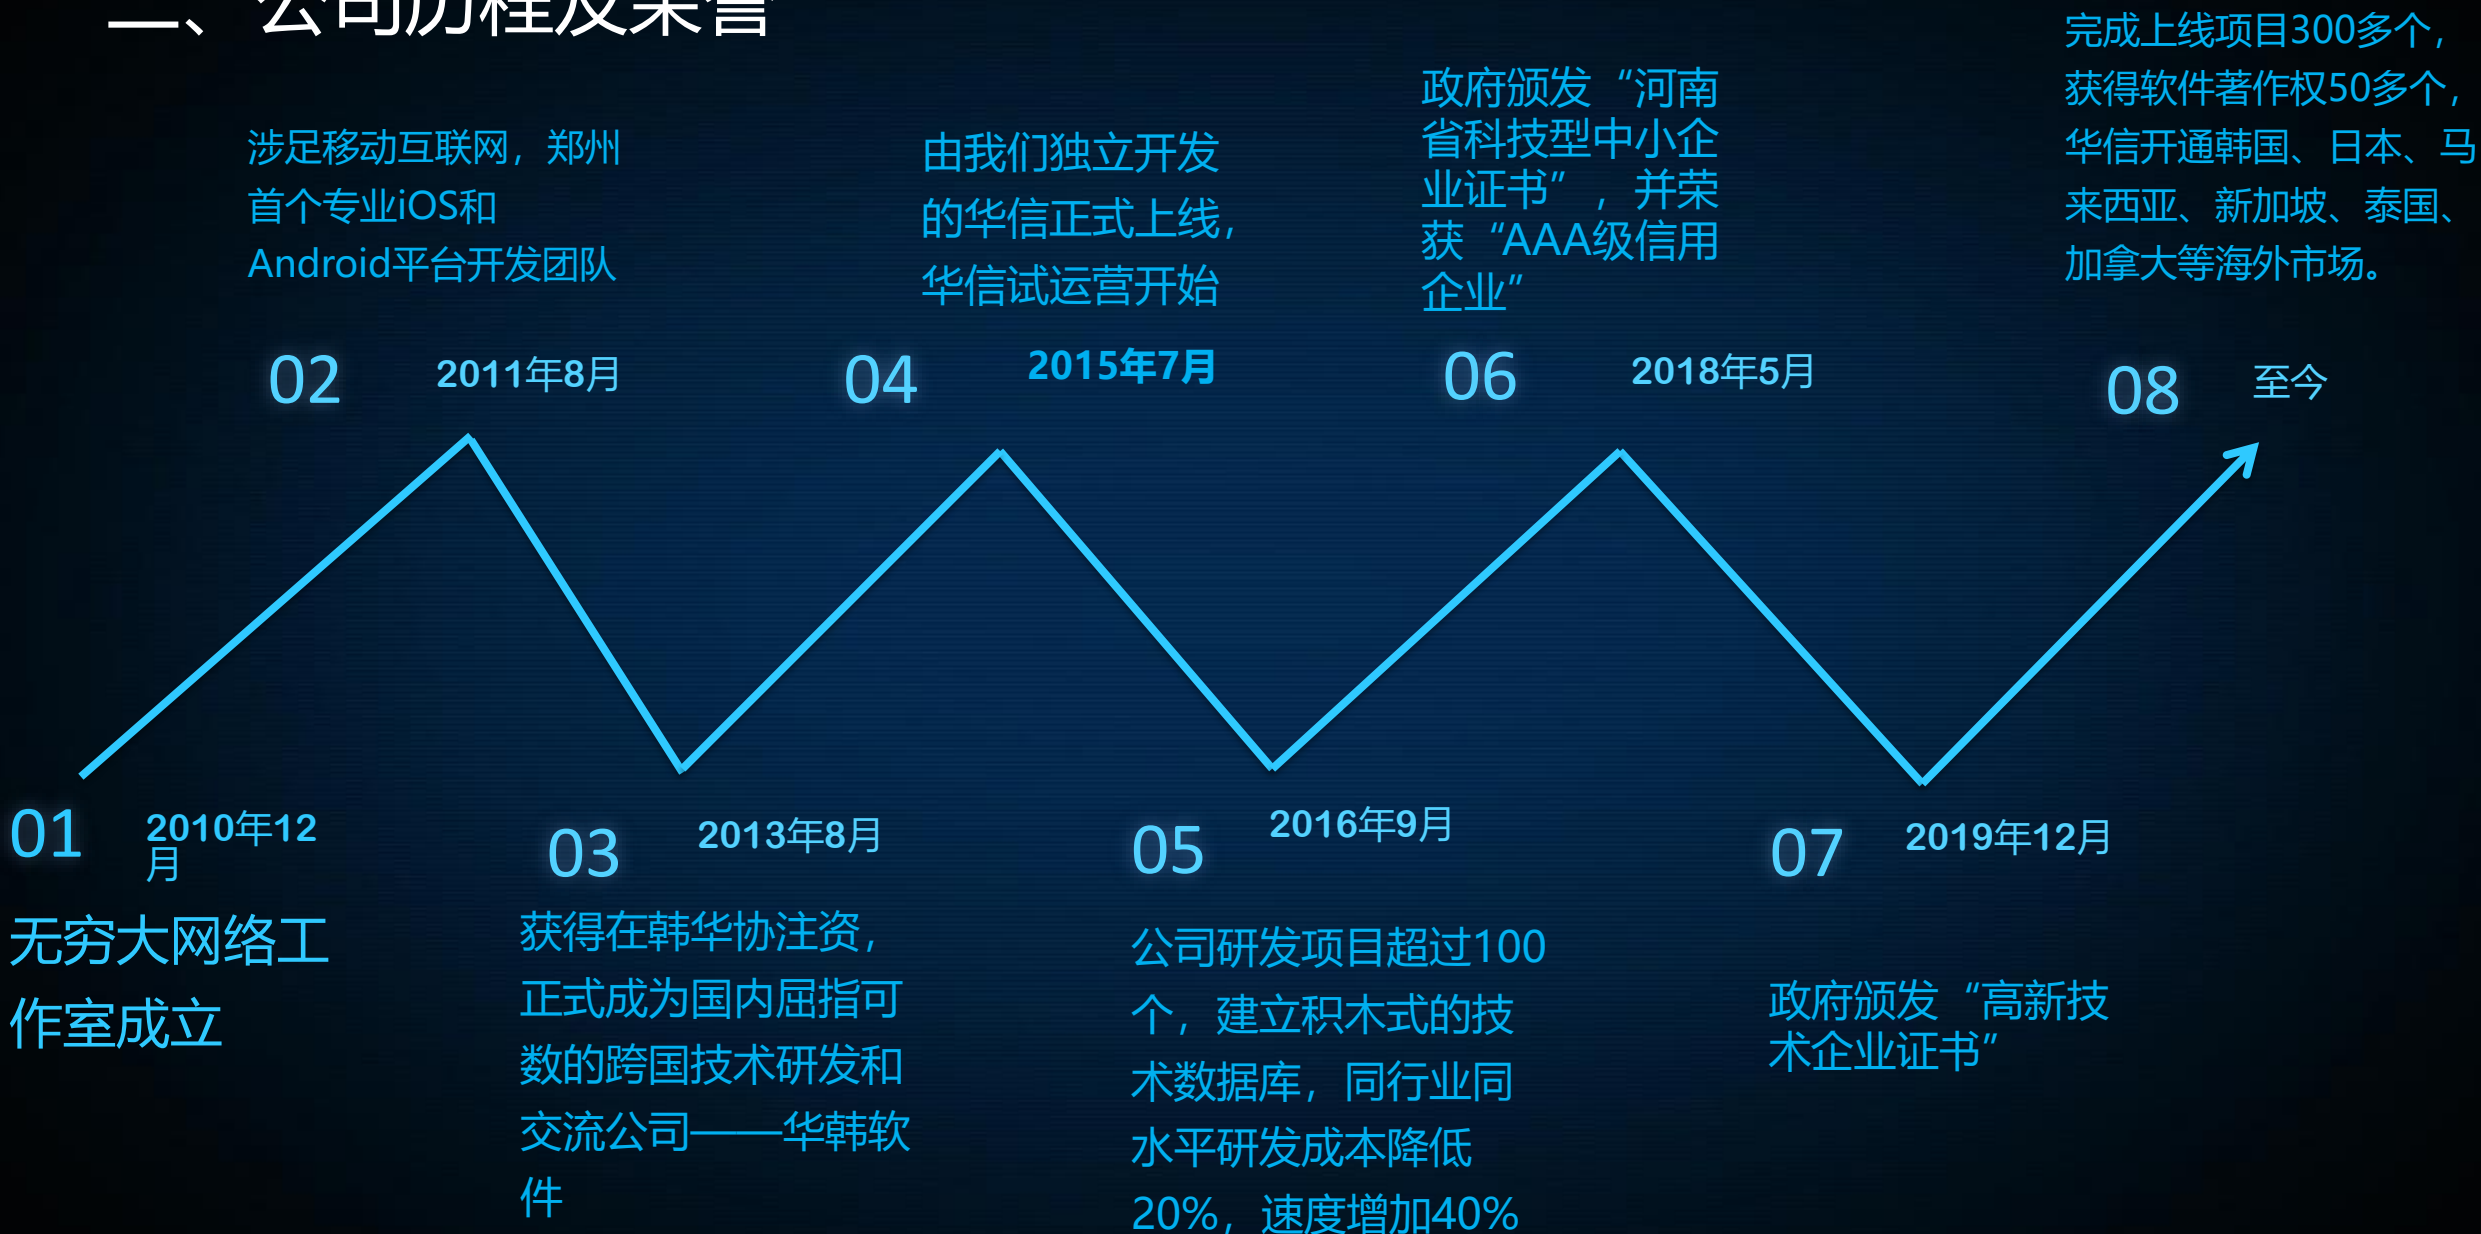 二、公司历程及荣誉
涉足移动互联网，郑州
首个专业iOS和
Android平台开发团队
由我们独立开发
的华信正式上线，
华信试运营开始
政府颁发“河南
省科技型中小企
业证书”，并荣
获“AAA级信用
企业”
完成上线项目300多个，
获得软件著作权50多个，
华信开通韩国、日本、马
来西亚、新加坡、泰国、
加拿大等海外市场。
02
2011年8月
04
2015年7月
06
2018年5月
08
至今
01
2010年12
月
无穷大网络工
作室成立
03
2013年8月
获得在韩华协注资，
正式成为国内屈指可
数的跨国技术研发和
交流公司——华韩软
件
05
2016年9月
公司研发项目超过100
个，建立积木式的技
术数据库，同行业同
水平研发成本降低
20%，速度增加40%
07
2019年12月
政府颁发“高新技
术企业证书”